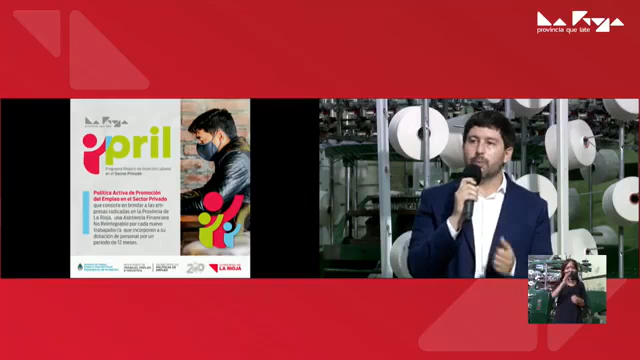 La Rioja
provincia que late
La Rioja
pril
Programa Riojano de Inserción Laboral
en el Sector Privado
Política Activa de Promoción
del Empleo en el Sector Privado
que consiste en brindar a las em-
presas radicadas en la Provincia de
La Rioja, una Asistencia Financiera
No Reintegrable por cada nuevo
trabajador/a que incorporen a su
dotación de personal por un
período de 12 meses.
LA RIOJA